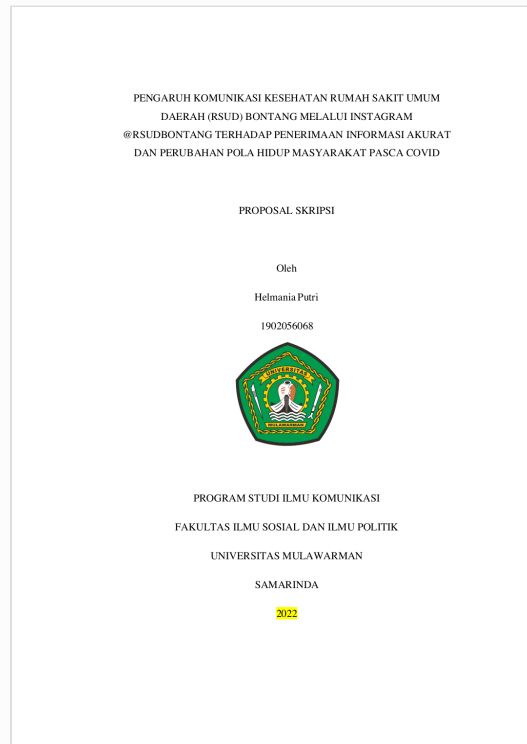 PENGARUH KOMUNIKASI KESEHATAN RUMAH SAKIT UMUM
DAERAH (RSUD) BONTANG MELALUI INSTAGRAM
@RSUDBONTANG TERHADAP PENERIMAAN INFORMASI AKURAT
DAN PERUBAHAN POLA HIDUP MASYARAKAT PASCA COVID
PROPOSAL SKRIPSI
Oleh
Helmania Putri
1902056068
UNIVERSITAS
MULAWARMAN
PROGRAM STUDI ILMU KOMUNIKASI
FAKULTAS ILMU SOSIAL DAN ILMU POLITIK
UNIVERSITAS MULAWARMAN
SAMARINDA
2022